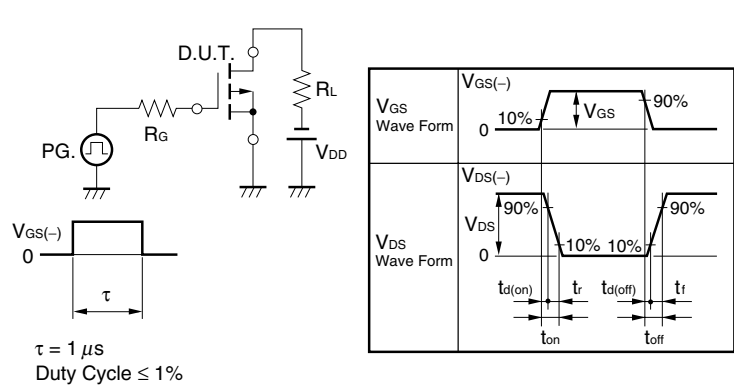 D.U.T.
RL
RG
PG.
VDD
VGS(−)
0
τ
τ = 1 μs
Duty Cycle ≤ 1%
VGS
Wave Form
VGS(−)
10%
VGS
90%
0
VDS
Wave Form
VDS(−)
90%
VDS
10% 10%
90%
0
td(on) tr td(off) tf
ton toff